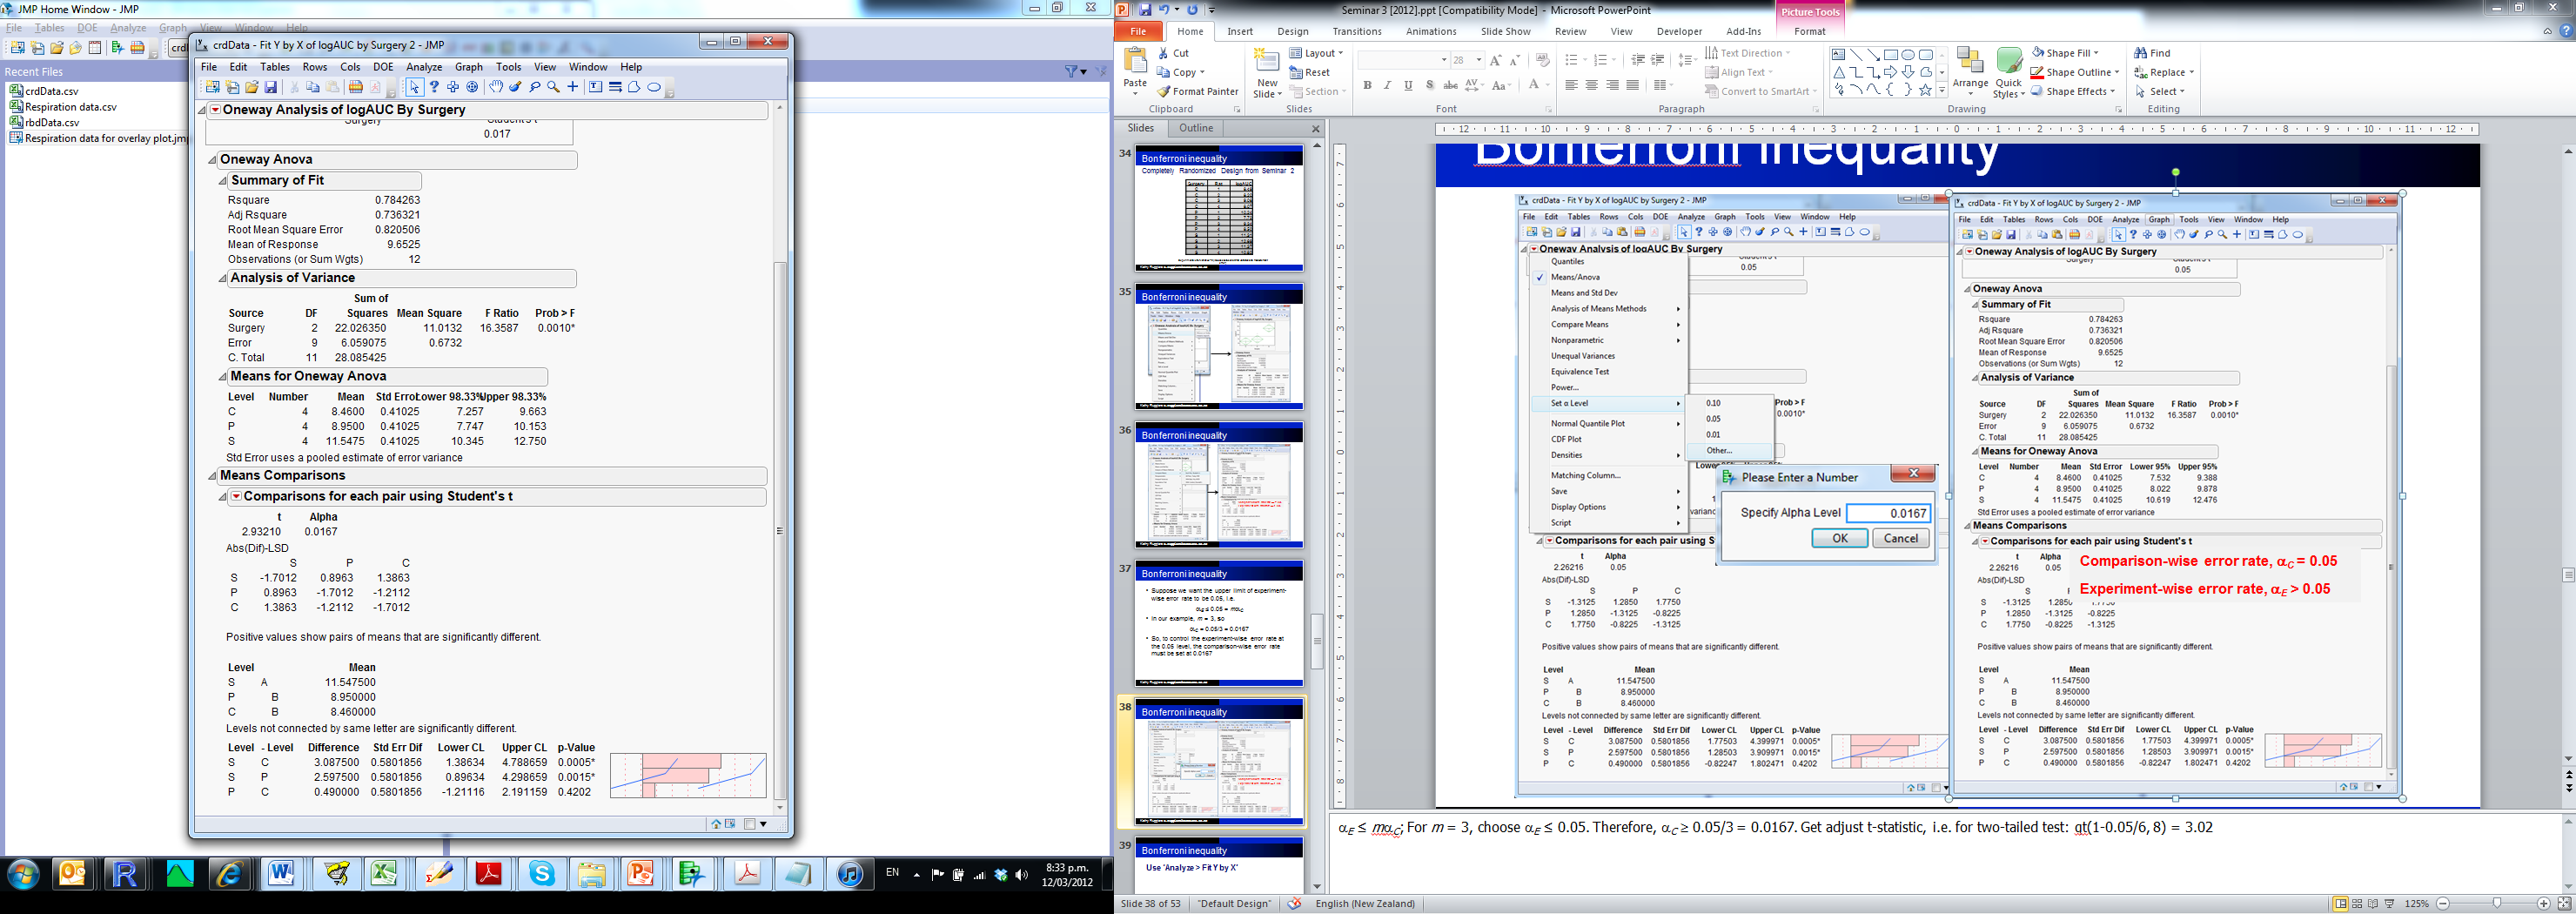 JMP Home Window - JMP
File Tables DOE Analyze Graph
Recent Files
crdData.csv
Respiration data.csv
rbdData.csv
Respiration data for overlay plot.jmp
crdData - Fit Y by X of logAUC by Surgery 2 - JMP
File Edit Tables Rows Cols DOE Analyze Graph Tools View Window Help
Oneway Analysis of logAUC By Surgery
0.017
Oneway Anova
Summary of Fit
Rsquare 0.784263
Adj Rsquare 0.736321
Root Mean Square Error 0.820506
Mean of Response 9.6525
Observations (or Sum Wgts) 12
Analysis of Variance
Sum of
Source DF Squares Mean Square F Ratio Prob > F
Surgery 2 22.026350 11.0132 16.3587 0.0010*
Error 9 6.059075 0.6732
C. Total 11 28.085425
Means for Oneway Anova
Level Number Mean Std Error Lower 98.33% Upper 98.33%
C 4 8.4600 0.41025 7.257 9.663
P 4 8.9500 0.41025 7.747 10.153
S 4 11.5475 0.41025 10.345 12.750
Std Error uses a pooled estimate of error variance
Means Comparisons
Comparisons for each pair using Student's t
t Alpha
2.93210 0.0167
Abs(Dif)-LSD
S P C
S -1.7012 0.8963 1.3863
P 0.8963 -1.7012 -1.2112
C 1.3863 -1.2112 -1.7012
Positive values show pairs of means that are significantly different.
Level Mean
S A 11.547500
P B 8.950000
C B 8.460000
Levels not connected by same letter are significantly different.
Level - Level Difference Std Err Dif Lower CL Upper CL p-Value
S C 3.087500 0.5801856 1.38634 4.788659 0.0005*
S P 2.597500 0.5801856 0.89634 4.298659 0.0015*
P C 0.490000 0.5801856 -1.21116 2.191159 0.4202
EN
8:33 p.m.
12/03/2012
Seminar 3 [2012].ppt [Compatibility Mode] - Microsoft PowerPoint
Picture Tools
File Home Insert Design Transitions Animations Slide Show Review View Developer Add-Ins Format
Paste
Cut
Copy
Format Painter
Clipboard
New Slide
Layout
Reset
Section
Slides
28
Font
Text Direction
Align Text
Convert to SmartArt
Paragraph
Arrange
Quick Styles
Shape Fill
Shape Outline
Shape Effects
Drawing
Find
Replace
Select
Editing
Slides Outline
34
Bonferroni inequality
Completely Randomized Design from Seminar 2
35
Bonferroni inequality
36
Bonferroni inequality
37
Bonferroni inequality
• Suppose we want the upper limit of experiment-
wise error rate to be 0.05, i.e.
αE ≤ 0.05 = mαC
• In our example, m = 3, so
αC = 0.05/3 = 0.0167
• So, to control the experiment-wise error rate at
the 0.05 level, the comparison-wise error rate
must be set at 0.0167
38
Bonferroni inequality
39
Bonferroni inequality
Use 'Analyze > Fit Y by X'
Bonferroni inequality
crdData - Fit Y by X of logAUC by Surgery 2 - JMP
File Edit Tables Rows Cols DOE Analyze Graph Tools View Window Help
Oneway Analysis of logAUC By Surgery
Quantiles
Means/Anova
Means and Std Dev
Analysis of Means Methods
Compare Means
Nonparametric
Unequal Variances
Equivalence Test
Power...
Set α Level
Normal Quantile Plot
CDF Plot
Densities
Matching Column...
Save
Display Options
Script
0.05
0.10
0.05
0.01
Other...
Prob > F
0.0010*
Please Enter a Number
Specify Alpha Level 0.0167
OK Cancel
Comparisons for each pair using S
t Alpha
2.26216 0.05
Abs(Dif)-LSD
S P C
S -1.3125 1.2850 1.7750
P 1.2850 -1.3125 -0.8225
C 1.7750 -0.8225 -1.3125
Positive values show pairs of means that are significantly different.
Level Mean
S A 11.547500
P B 8.950000
C B 8.460000
Levels not connected by same letter are significantly different.
Level - Level Difference Std Err Dif Lower CL Upper CL p-Value
S C 3.087500 0.5801856 1.77503 4.399971 0.0005*
S P 2.597500 0.5801856 1.28503 3.909971 0.0015*
P C 0.490000 0.5801856 -0.82247 1.802471 0.4202
crdData - Fit Y by X of logAUC by Surgery 2 - JMP
File Edit Tables Rows Cols DOE Analyze Graph Tools View Window Help
Oneway Analysis of logAUC By Surgery
0.05
Oneway Anova
Summary of Fit
Rsquare 0.784263
Adj Rsquare 0.736321
Root Mean Square Error 0.820506
Mean of Response 9.6525
Observations (or Sum Wgts) 12
Analysis of Variance
Sum of
Source DF Squares Mean Square F Ratio Prob > F
Surgery 2 22.026350 11.0132 16.3587 0.0010*
Error 9 6.059075 0.6732
C. Total 11 28.085425
Means for Oneway Anova
Level Number Mean Std Error Lower 95% Upper 95%
C 4 8.4600 0.41025 7.532 9.388
P 4 8.9500 0.41025 8.022 9.878
S 4 11.5475 0.41025 10.619 12.476
Std Error uses a pooled estimate of error variance
Means Comparisons
Comparisons for each pair using Student's t
t Alpha
2.26216 0.05
Comparison-wise error rate, αC = 0.05
Experiment-wise error rate, αE > 0.05
Abs(Dif)-LSD
S
S -1.3125
P 1.2850 -1.3125 -0.8225
C 1.7750 -0.8225 -1.3125
Positive values show pairs of means that are significantly different.
Level Mean
S A 11.547500
P B 8.950000
C B 8.460000
Levels not connected by same letter are significantly different.
Level - Level Difference Std Err Dif Lower CL Upper CL p-Value
S C 3.087500 0.5801856 1.77503 4.399971 0.0005*
S P 2.597500 0.5801856 1.28503 3.909971 0.0015*
P C 0.490000 0.5801856 -0.82247 1.802471 0.4202
αE ≤ mαC; For m = 3, choose αE ≤ 0.05. Therefore, αC ≥ 0.05/3 = 0.0167. Get adjust t-statistic, i.e. for two-tailed test: qt(1-0.05/6, 8) = 3.02
Slide 38 of 53 "Default Design" English (New Zealand) 125%